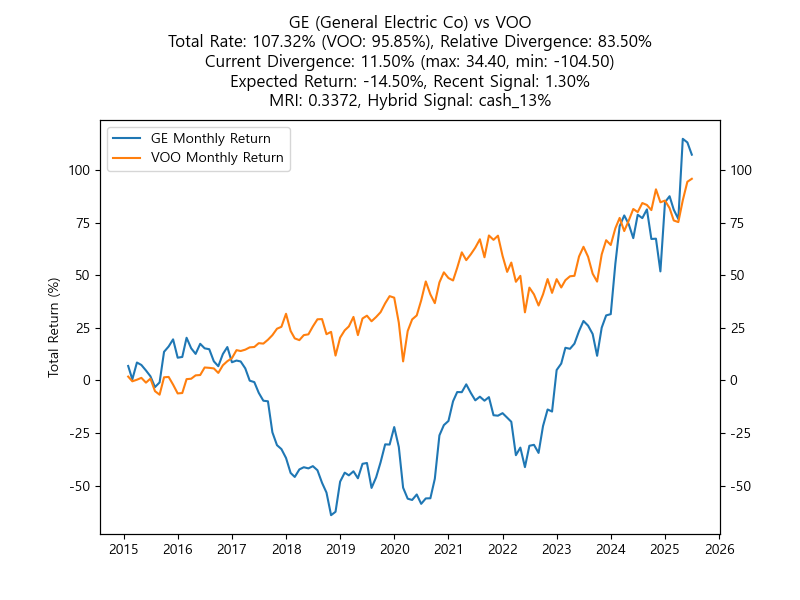 GE (General Electric Co) vs VOO
Total Rate: 107.32% (VOO: 95.85%), Relative Divergence: 83.50%
Current Divergence: 11.50% (max: 34.40, min: -104.50)
Expected Return: -14.50%, Recent Signal: 1.30%
MRI: 0.3372, Hybrid Signal: cash_13%
GE Monthly Return
VOO Monthly Return
Total Return (%)
100
75
50
25
0
-25
-50
100
75
50
25
0
-25
-50
2015 2016 2017 2018 2019 2020 2021 2022 2023 2024 2025 2026